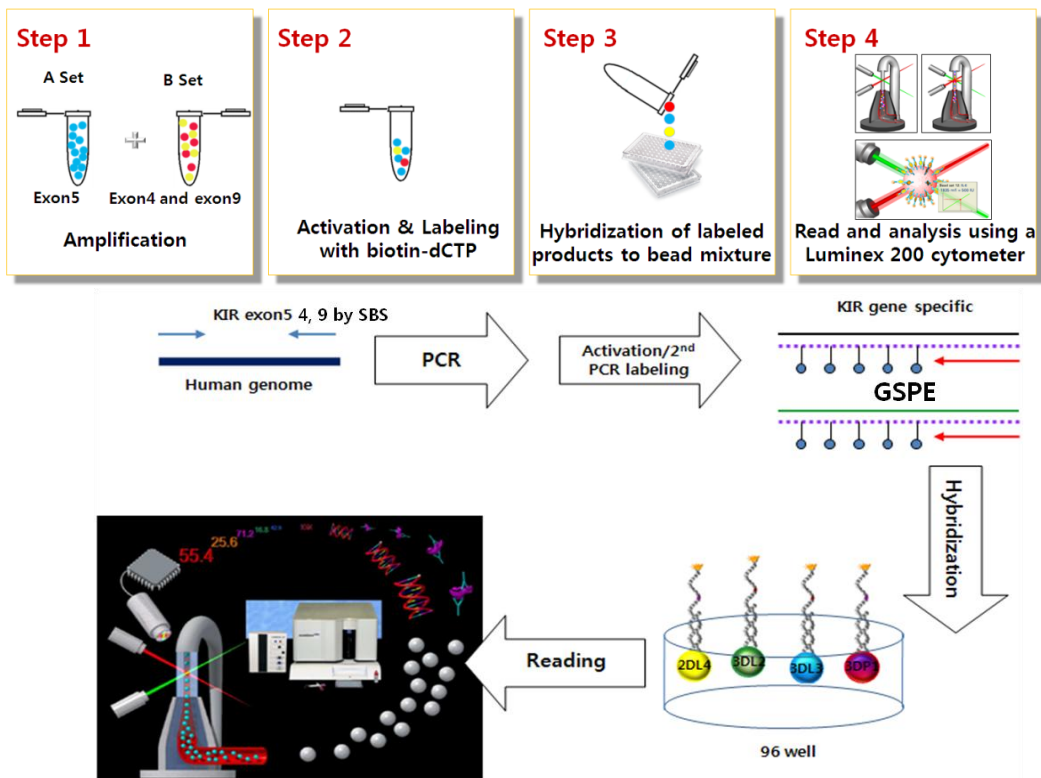 Step 1
A Set
B Set
Exon5
Exon4 and exon9
Amplification
Step 2
Activation & Labeling
with biotin-dCTP
Step 3
Hybridization of labeled
products to bead mixture
Step 4
Read and analysis using a
Luminex 200 cytometer
KIR exon5 4, 9 by SBS
Human genome
PCR
Activation/2nd
PCR labeling
KIR gene specific
GSPE
Hybridization
2DL4
3DL2
3DL3
3DP1
96 well
Reading
55.4
25.6
71.2